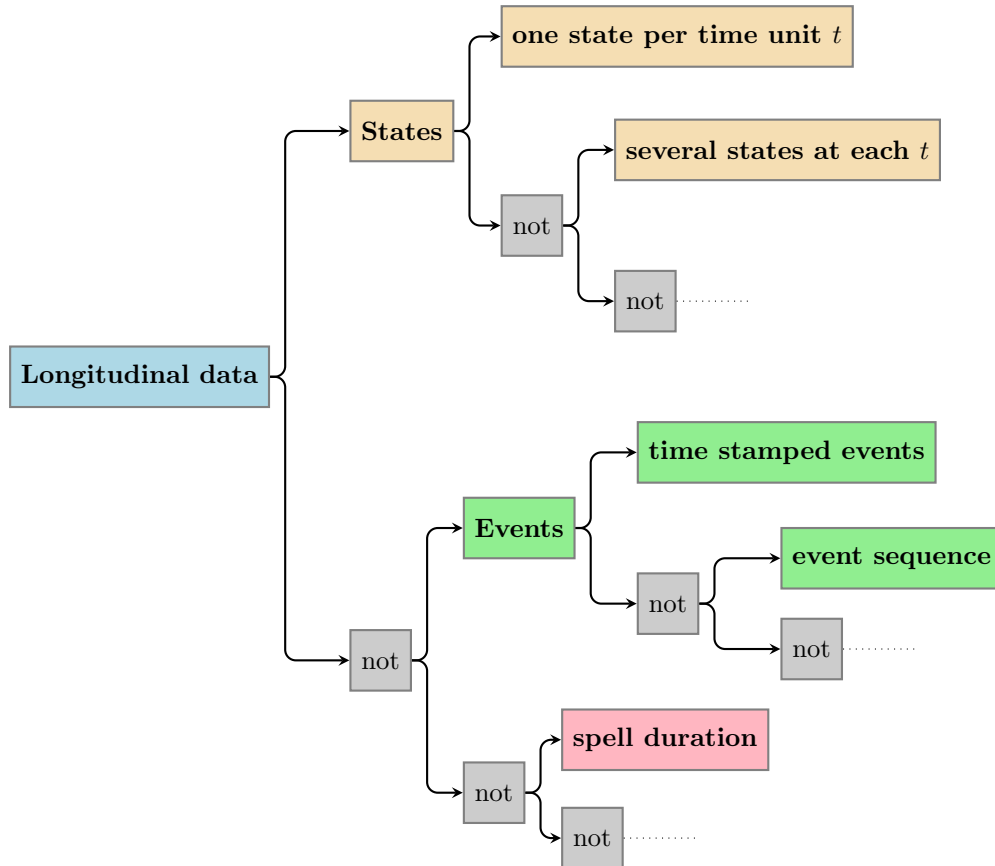 one state per time unit t
States
several states at each t
not
not
Longitudinal data
time stamped events
Events
event sequence
not
not
not
spell duration
not
not